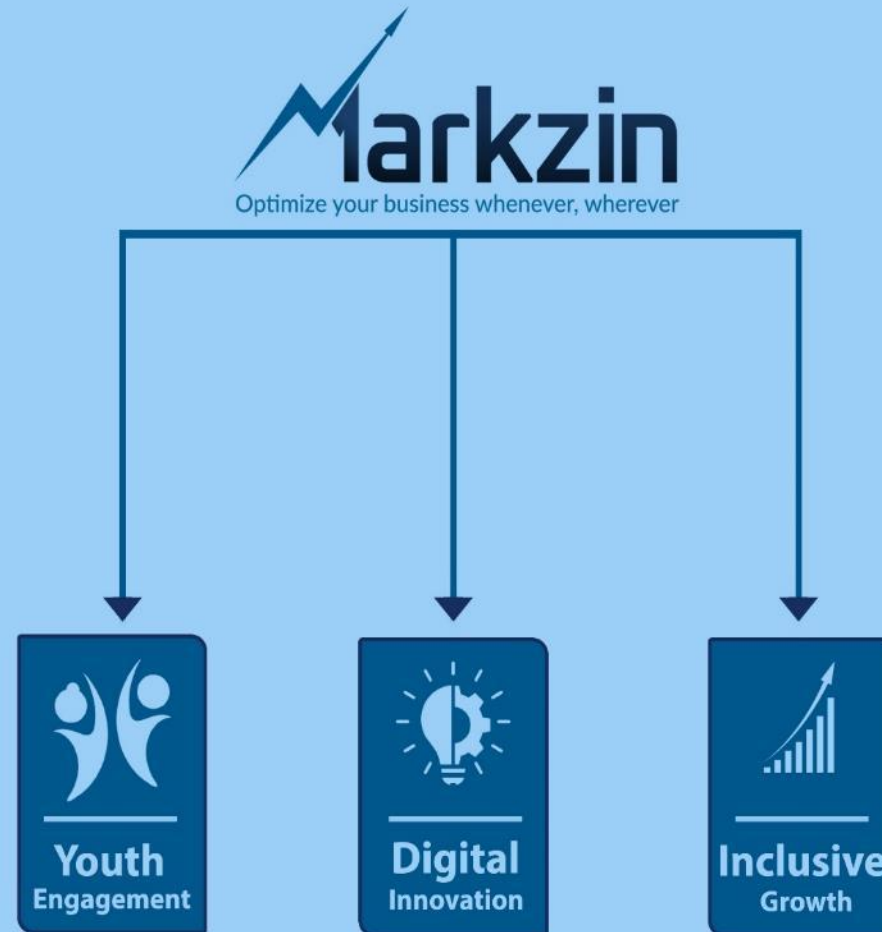 Markzin
Optimize your business whenever, wherever
Youth
Engagement
Digital
Innovation
Inclusive
Growth